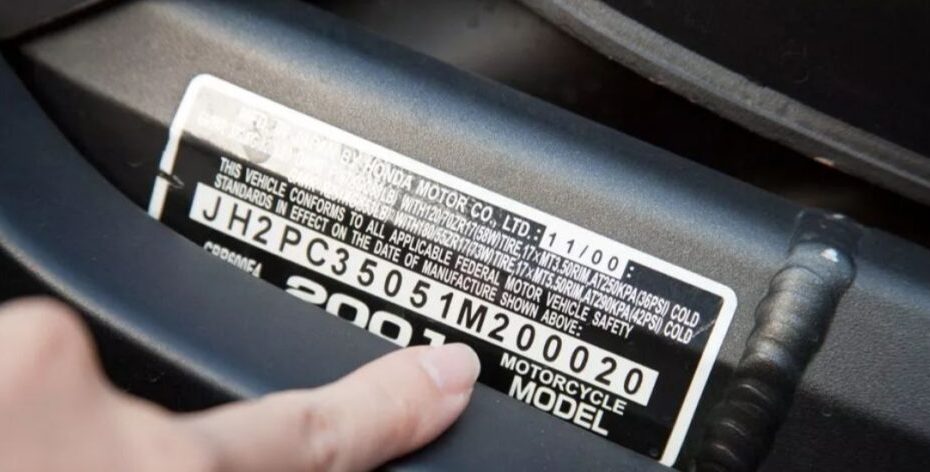 BY HONDA MOTOR CO., LTD.: 11/00:
WITH120/70ZR17(58W)TIRE,17×MT3.50RIM,AT250KPA(36PSI) COLD
WITH180/55ZR17(73W)TIRE,17×MT5.50RIM,AT290KPA(42PSI) COLD
THIS VEHICLE CONFORMS TO ALL APPLICABLE FEDERAL MOTOR VEHICLE SAFETY
STANDARDS IN EFFECT ON THE DATE OF MANUFACTURE SHOWN ABOVE:
JH2PC35051M200020
MOTORCYCLE
2001 MODEL